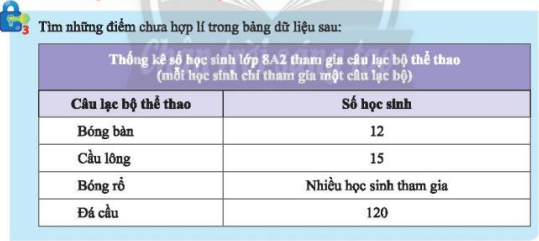 3 Tìm những điểm chưa hợp lí trong bảng dữ liệu sau:
Thống kê số học sinh lớp 8A2 tham gia câu lạc bộ thể thao
(mỗi học sinh chỉ tham gia một câu lạc bộ)
Câu lạc bộ thể thao Số học sinh
Bóng bàn 12
Cầu lông 15
Bóng rổ Nhiều học sinh tham gia
Đá cầu 120